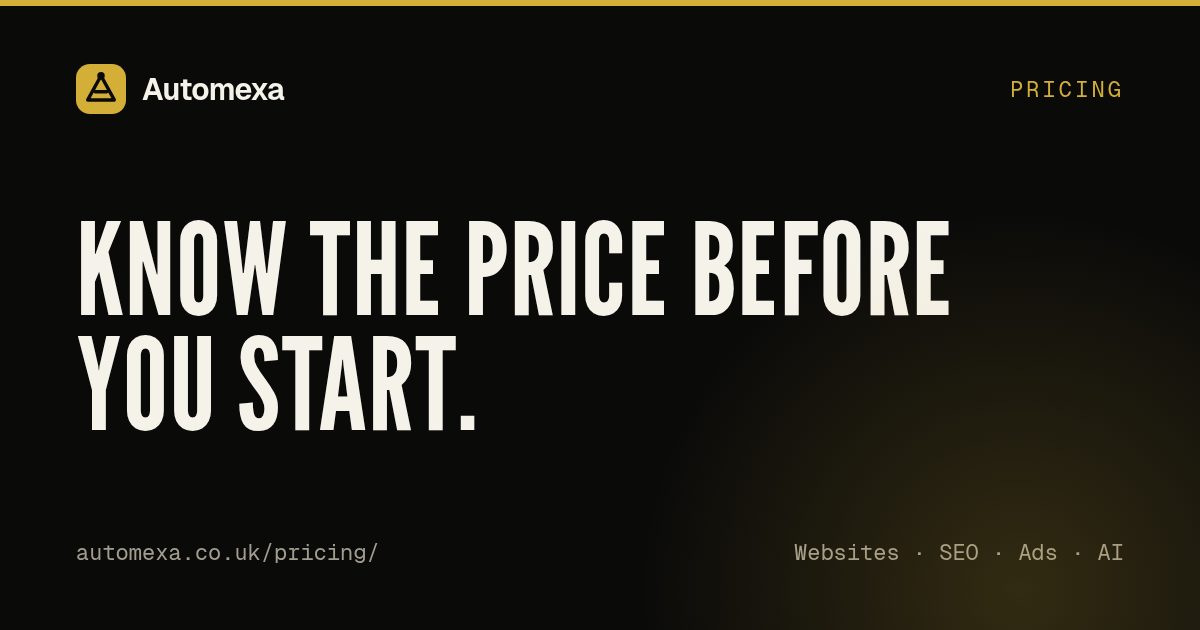 Automexa
PRICING
KNOW THE PRICE BEFORE
YOU START.
automexa.co.uk/pricing/
Websites · SEO · Ads · AI